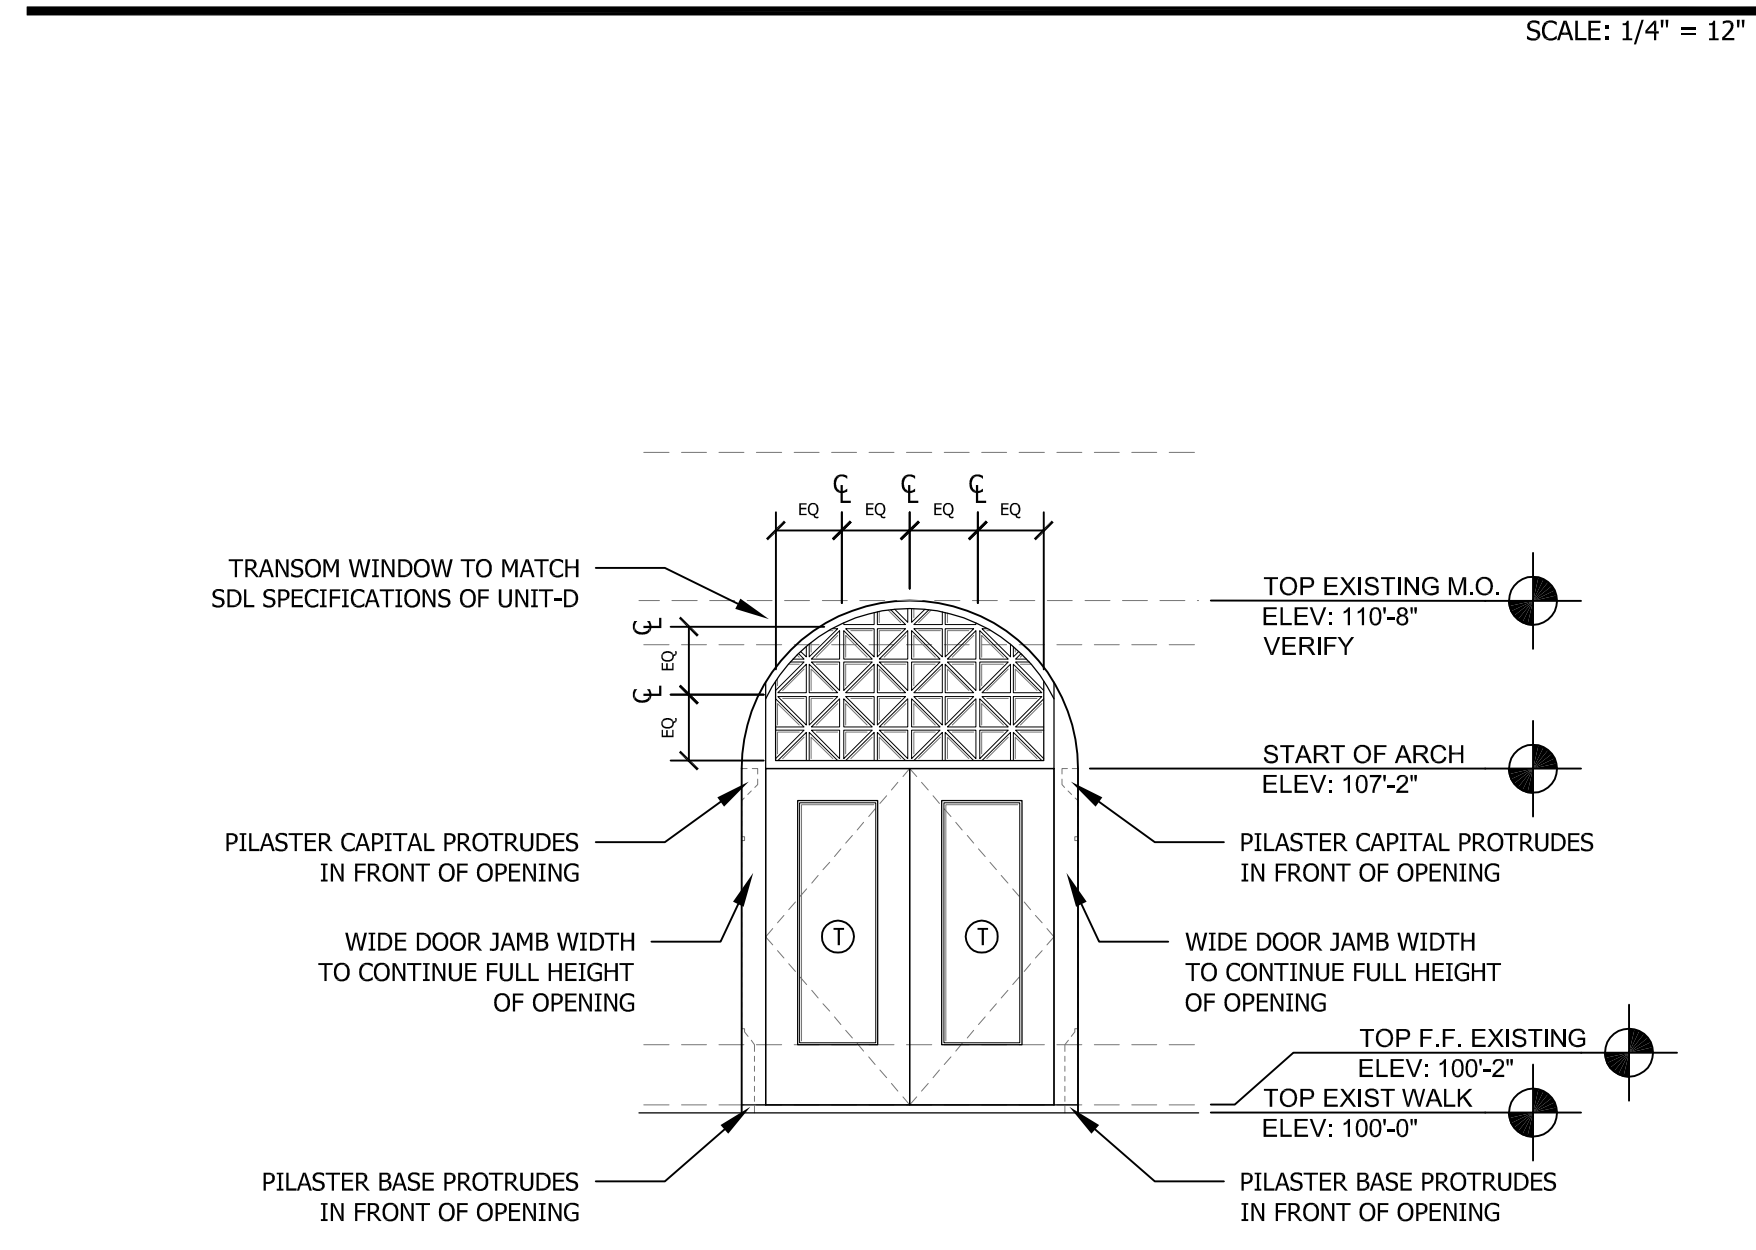 SCALE: 1/4" = 12"
℄ ℄ ℄
EQ EQ EQ EQ
TRANSOM WINDOW TO MATCH
SDL SPECIFICATIONS OF UNIT-D
TOP EXISTING M.O.
ELEV: 110'-8"
VERIFY
℄
EQ
℄
EQ
START OF ARCH
ELEV: 107'-2"
PILASTER CAPITAL PROTRUDES
IN FRONT OF OPENING
PILASTER CAPITAL PROTRUDES
IN FRONT OF OPENING
WIDE DOOR JAMB WIDTH
TO CONTINUE FULL HEIGHT
OF OPENING
T T
WIDE DOOR JAMB WIDTH
TO CONTINUE FULL HEIGHT
OF OPENING
TOP F.F. EXISTING
ELEV: 100'-2"
TOP EXIST WALK
ELEV: 100'-0"
PILASTER BASE PROTRUDES
IN FRONT OF OPENING
PILASTER BASE PROTRUDES
IN FRONT OF OPENING